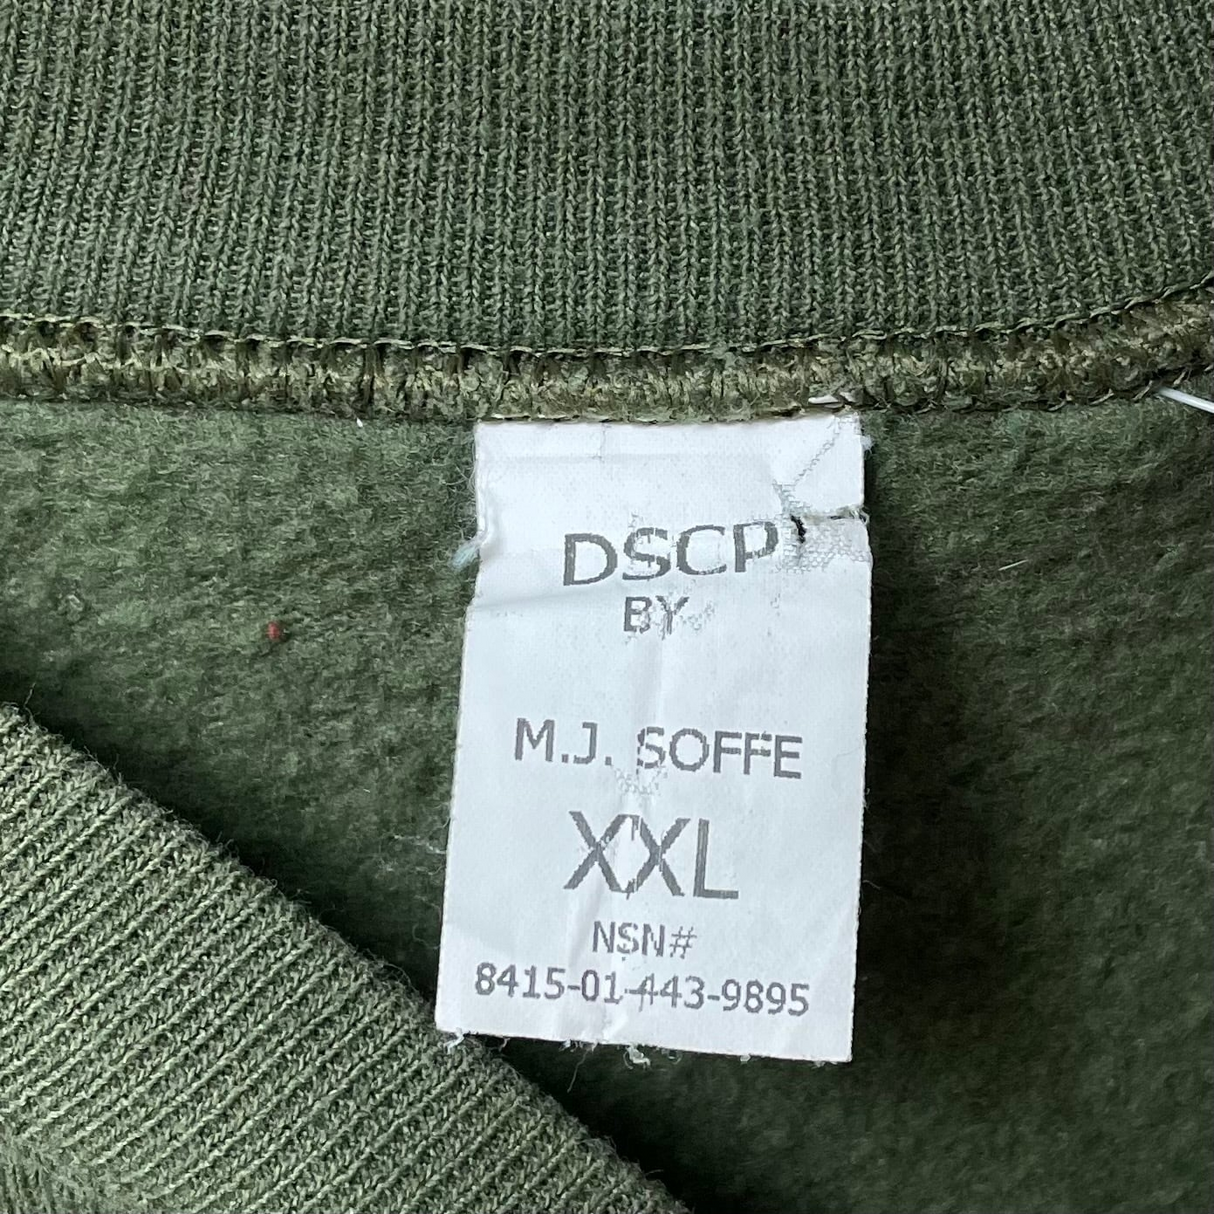 DSCP
BY
M.J. SOFFE
XXL
NSN#
8415-01-443-9895